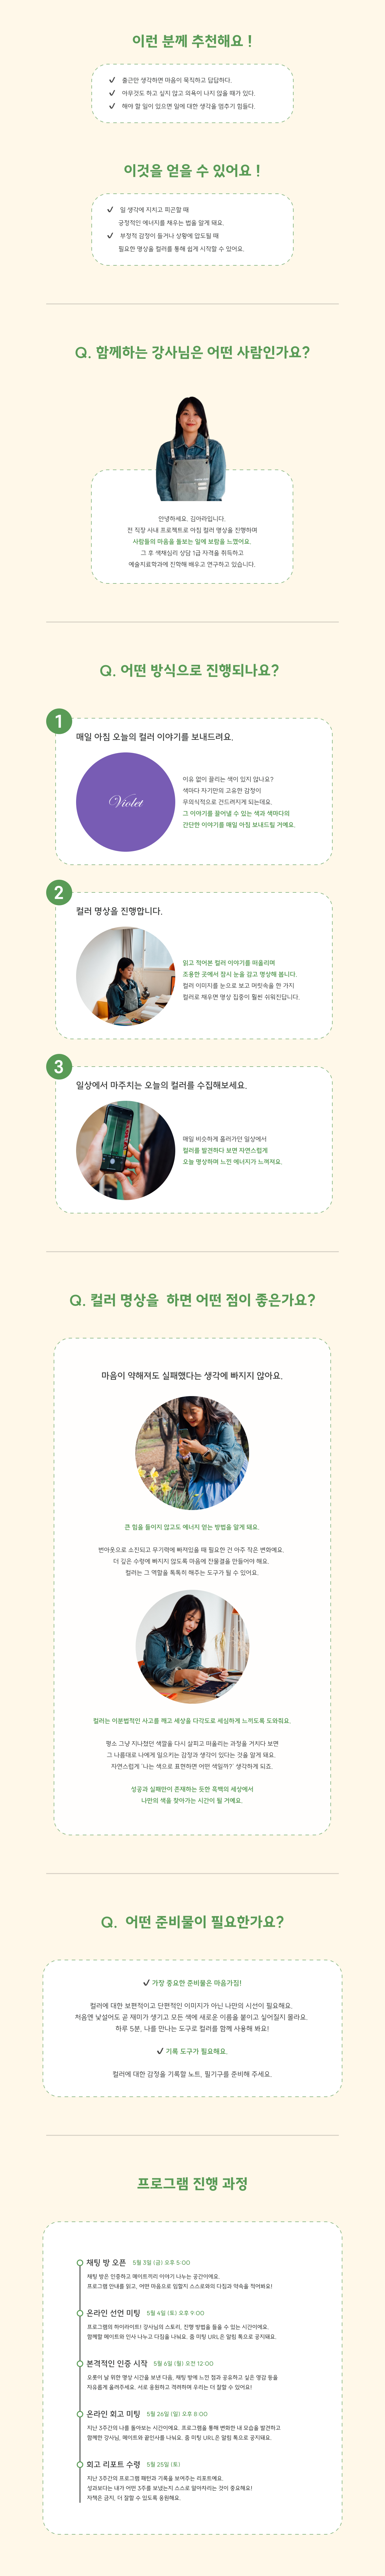 이런 분께 추천해요 !
✔ 출근만 생각하면 마음이 묵직하고 답답하다.
✔ 아무것도 하고 싶지 않고 의욕이 나지 않을 때가 있다.
✔ 해야 할 일이 있으면 일에 대한 생각을 멈추기 힘들다.
이것을 얻을 수 있어요 !
✔ 일 생각에 지치고 피곤할 때
긍정적인 에너지를 채우는 법을 알게 돼요.
✔ 부정적 감정이 들거나 상황에 압도될 때
필요한 명상을 컬러를 통해 쉽게 시작할 수 있어요.
Q. 함께하는 강사님은 어떤 사람인가요?
안녕하세요, 김아라입니다.
전 직장 사내 프로젝트로 아침 컬러 명상을 진행하며
사람들의 마음을 돌보는 일에 보람을 느꼈어요.
그 후 색채심리 상담 1급 자격을 취득하고
예술치료학과에 진학해 배우고 연구하고 있습니다.
Q. 어떤 방식으로 진행되나요?
1
매일 아침 오늘의 컬러 이야기를 보내드려요.
Violet
이유 없이 끌리는 색이 있지 않나요?
색마다 자기만의 고유한 감정이
무의식적으로 건드려지게 되는데요.
그 이야기를 끌어낼 수 있는 색과 색마다의
간단한 이야기를 매일 아침 보내드릴 거예요.
2
컬러 명상을 진행합니다.
읽고 적어본 컬러 이야기를 떠올리며
조용한 곳에서 잠시 눈을 감고 명상해 봅니다.
컬러 이미지를 눈으로 보고 머릿속을 한 가지
컬러로 채우면 명상 집중이 훨씬 쉬워진답니다.
3
일상에서 마주치는 오늘의 컬러를 수집해보세요.
매일 비슷하게 흘러가던 일상에서
컬러를 발견하다 보면 자연스럽게
오늘 명상하며 느낀 에너지가 느껴져요.
Q. 컬러 명상을 하면 어떤 점이 좋은가요?
마음이 약해져도 실패했다는 생각에 빠지지 않아요.
큰 힘을 들이지 않고도 에너지 얻는 방법을 알게 돼요.
번아웃으로 소진되고 무기력에 빠져있을 때 필요한 건 아주 작은 변화예요.
더 깊은 수렁에 빠지지 않도록 마음에 잔물결을 만들어야 해요.
컬러는 그 역할을 톡톡히 해주는 도구가 될 수 있어요.
컬러는 이분법적인 사고를 깨고 세상을 다각도로 세심하게 느끼도록 도와줘요.
평소 그냥 지나쳤던 색깔을 다시 살피고 떠올리는 과정을 거치다 보면
그 나름대로 나에게 일으키는 감정과 생각이 있다는 것을 알게 돼요.
자연스럽게 '나는 색으로 표현하면 어떤 색일까?' 생각하게 되죠.
성공과 실패만이 존재하는 듯한 흑백의 세상에서
나만의 색을 찾아가는 시간이 될 거예요.
Q. 어떤 준비물이 필요한가요?
✔ 가장 중요한 준비물은 마음가짐!
컬러에 대한 보편적이고 단편적인 이미지가 아닌 나만의 시선이 필요해요.
처음엔 낯설어도 곧 재미가 생기고 모든 색에 새로운 이름을 붙이고 싶어질지 몰라요.
하루 5분, 나를 만나는 도구로 컬러를 함께 사용해 봐요!
✔ 기록 도구가 필요해요.
컬러에 대한 감정을 기록할 노트, 필기구를 준비해 주세요.
프로그램 진행 과정
채팅 방 오픈 5월 3일 (금) 오후 5:00
채팅 방은 인증하고 메이트끼리 이야기 나누는 공간이에요.
프로그램 안내를 읽고, 어떤 마음으로 임할지 스스로와의 다짐과 약속을 적어봐요!
온라인 선언 미팅 5월 4일 (토) 오후 9:00
프로그램의 하이라이트! 강사님의 스토리, 진행 방법을 들을 수 있는 시간이에요.
함께할 메이트와 인사 나누고 다짐을 나눠요. 줌 미팅 URL은 알림 톡으로 공지돼요.
본격적인 인증 시작 5월 6일 (월) 오전 12:00
오롯이 날 위한 명상 시간을 보낸 다음, 채팅 방에 느낀 점과 공유하고 싶은 영감 등을
자유롭게 올려주세요. 서로 응원하고 격려하며 우리는 더 잘할 수 있어요!
온라인 회고 미팅 5월 26일 (일) 오후 8:00
지난 3주간의 나를 돌아보는 시간이에요. 프로그램을 통해 변화한 내 모습을 발견하고
함께한 강사님, 메이트와 끝인사를 나눠요. 줌 미팅 URL은 알림 톡으로 공지돼요.
회고 리포트 수령 5월 25일 (토)
지난 3주간의 프로그램 패턴과 기록을 보여주는 리포트예요.
성과보다는 내가 어떤 3주를 보냈는지 스스로 알아차리는 것이 중요해요!
자책은 금지, 더 잘할 수 있도록 응원해요.